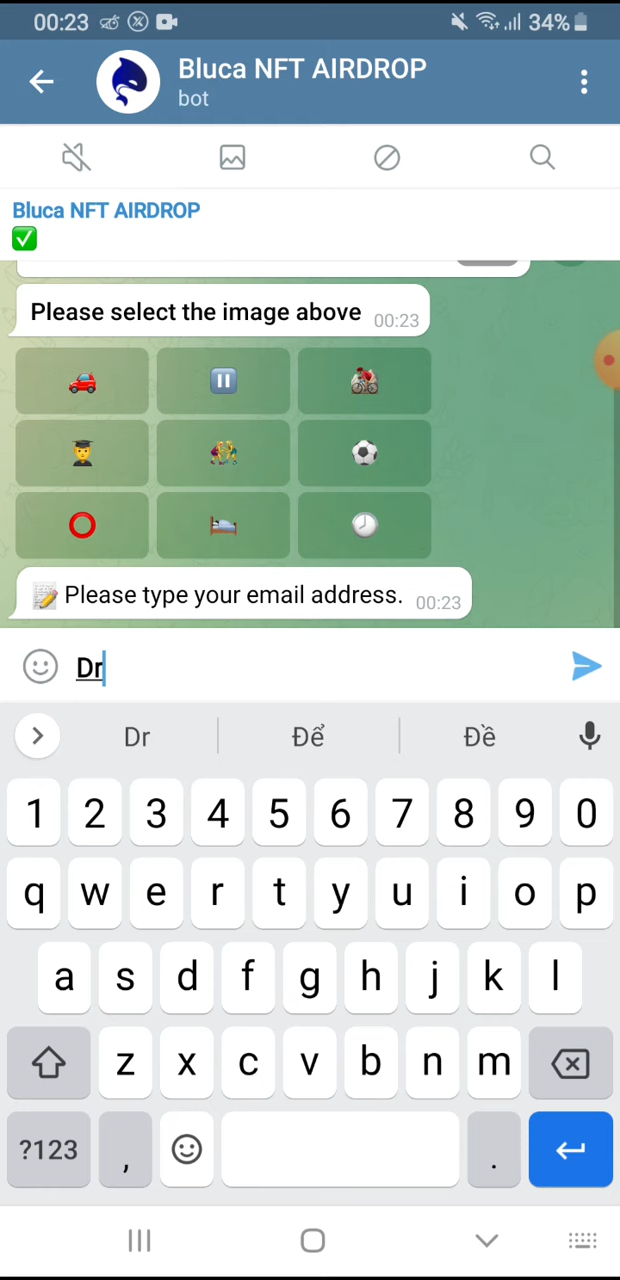 00:23 34%
Bluca NFT AIRDROP
bot
Bluca NFT AIRDROP
✅
Please select the image above 00:23
📝 Please type your email address. 00:23
Dr
Dr Để Đề
1 2 3 4 5 6 7 8 9 0
q w e r t y u i o p
a s d f g h j k l
z x c v b n m
?123 , .